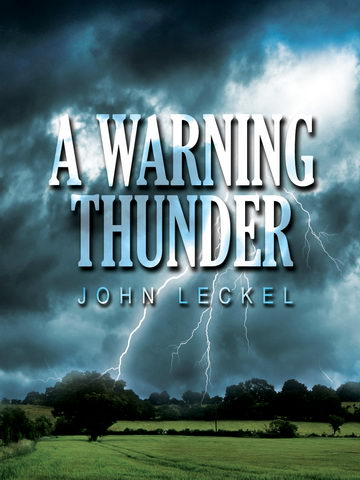 A WARNING
THUNDER
JOHN LECKEL